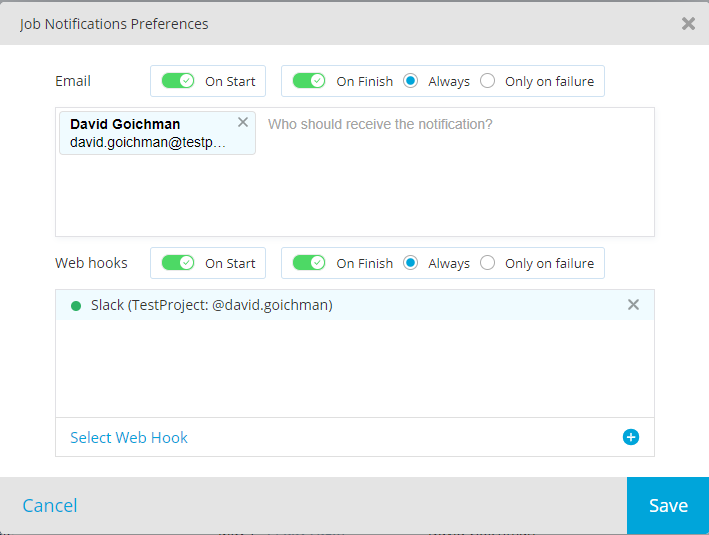 Job Notifications Preferences
Email On Start On Finish Always Only on failure
David Goichman
david.goichman@testp...
Who should receive the notification?
Web hooks On Start On Finish Always Only on failure
Slack (TestProject: @david.goichman)
Select Web Hook
Cancel Save